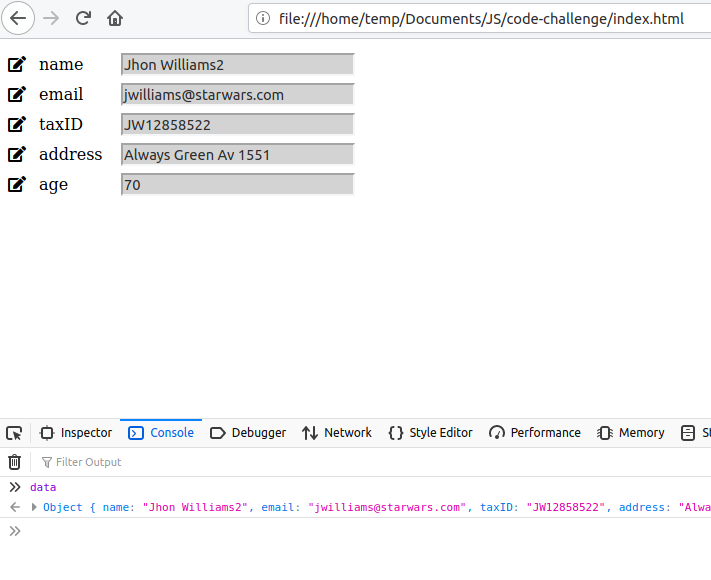 file:///home/temp/Documents/JS/code-challenge/index.html
name Jhon Williams2
email jwilliams@starwars.com
taxID JW12858522
address Always Green Av 1551
age 70
Inspector Console Debugger Network Style Editor Performance Memory St
Filter Output
data
Object { name: "Jhon Williams2", email: "jwilliams@starwars.com", taxID: "JW12858522", address: "Alwa